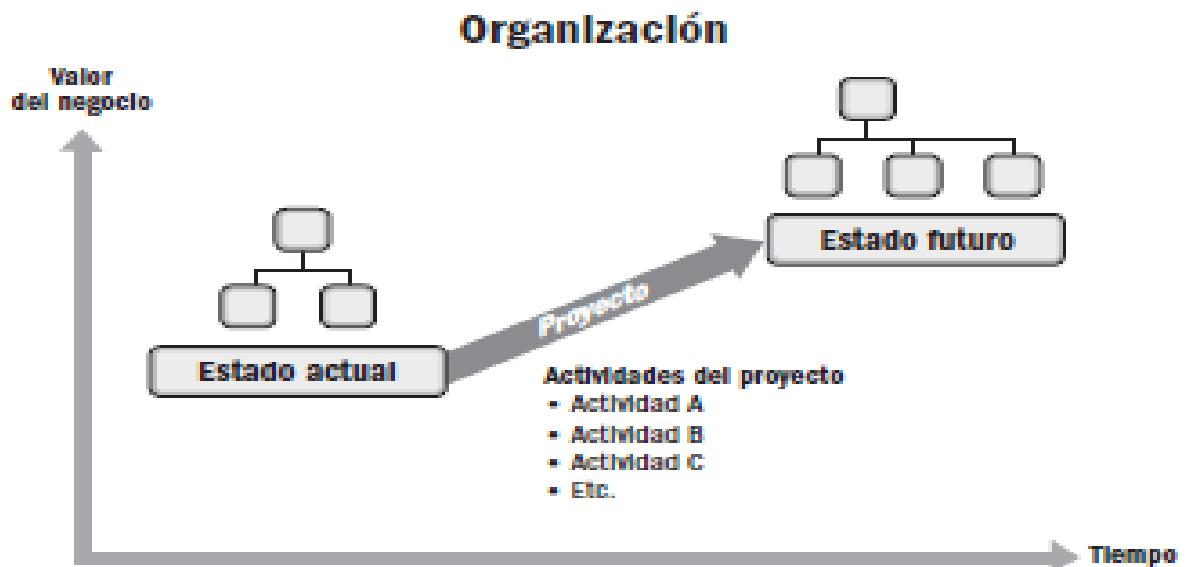 Organización
Valor
del negocio
Estado futuro
Proyecto
Estado actual
Actividades del proyecto
• Actividad A
• Actividad B
• Actividad C
• Etc.
Tiempo